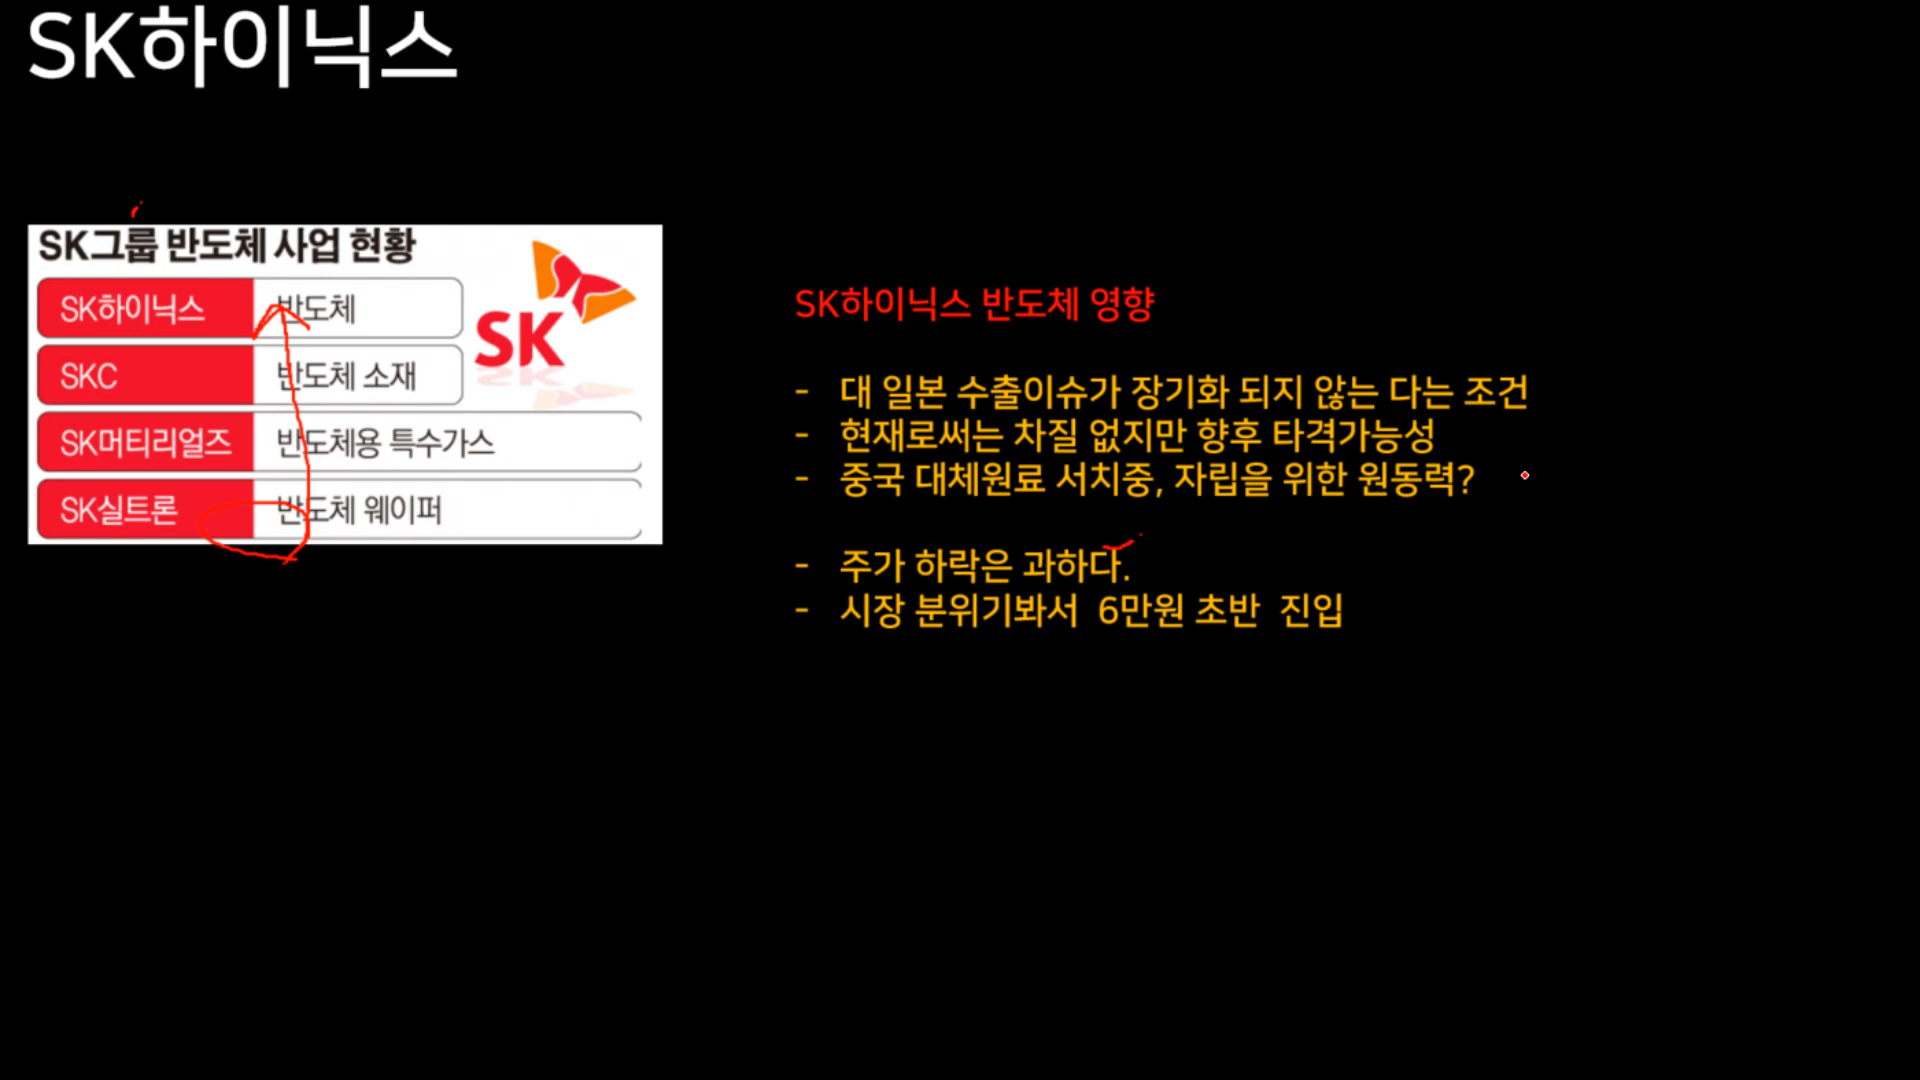 SK하이닉스
SK그룹 반도체 사업 현황
SK하이닉스 반도체
SKC 반도체 소재
SK머티리얼즈 반도체용 특수가스
SK실트론 반도체 웨이퍼
SK
SK하이닉스 반도체 영향
- 대 일본 수출이슈가 장기화 되지 않는 다는 조건
- 현재로써는 차질 없지만 향후 타격가능성
- 중국 대체원료 서치중, 자립을 위한 원동력?
- 주가 하락은 과하다.
- 시장 분위기봐서 6만원 초반 진입